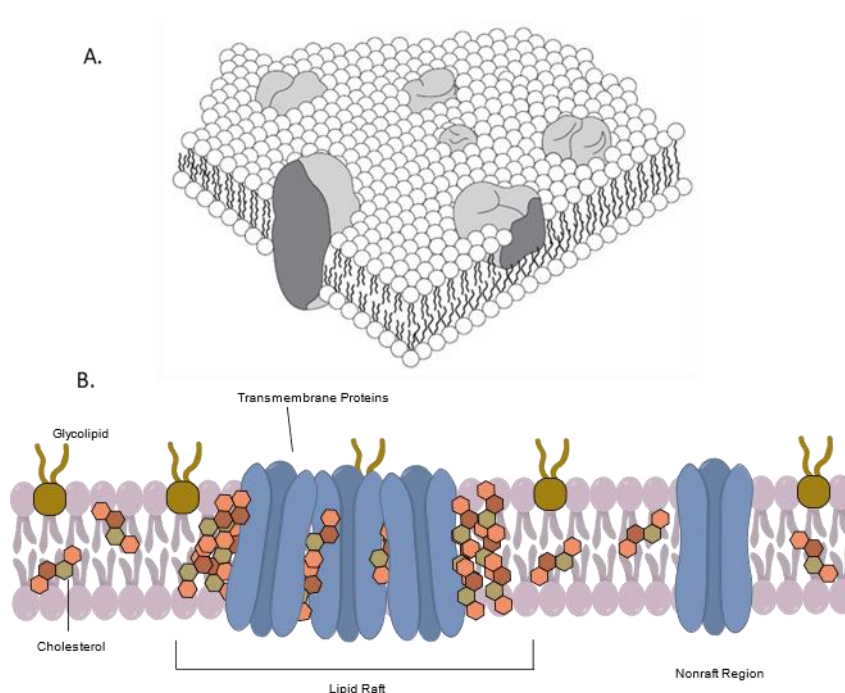 A.
B.
Transmembrane Proteins
Glycolipid
Cholesterol
Lipid Raft
Nonraft Region